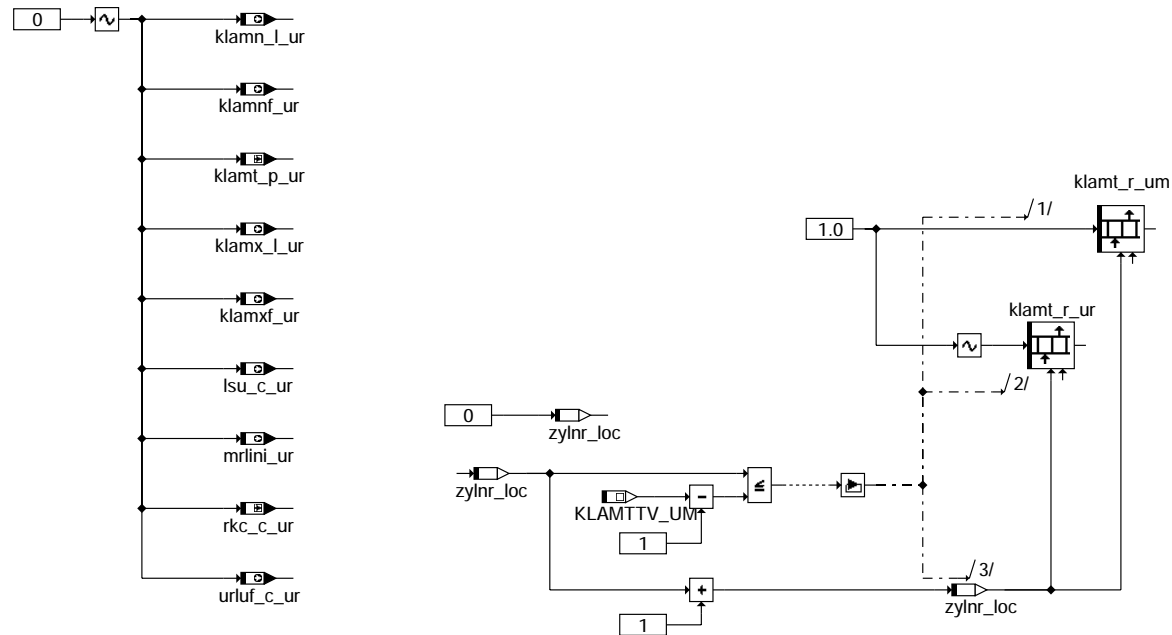 0
klamn_l_ur
klamnf_ur
klamt_p_ur
klamx_l_ur
klamxf_ur
lsu_c_ur
mrlini_ur
rkc_c_ur
urluf_c_ur
klamt_r_um
1/
1.0
klamt_r_ur
2/
0
zylnr_loc
zylnr_loc
≤
KLAMTTV_UM
-
1
3/
+
zylnr_loc
1